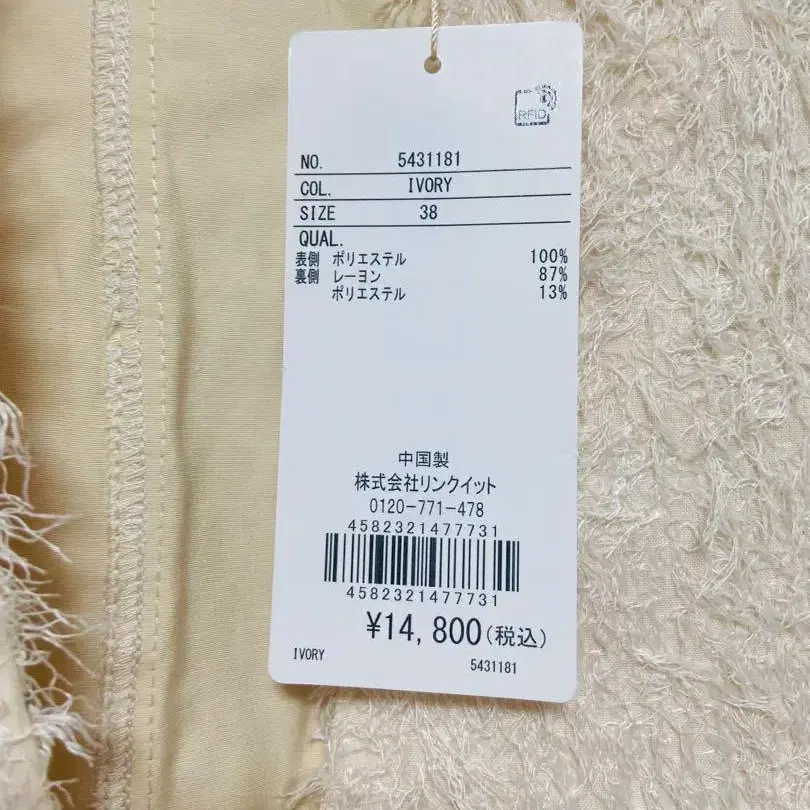 RFID
NO. 5431181
COL. IVORY
SIZE 38
QUAL.
表側 ポリエステル 100%
裏側 レーヨン 87%
ポリエステル 13%
中国製
株式会社リンクイット
0120-771-478
4582321477731
4582321477731
¥14,800(税込)
IVORY 5431181